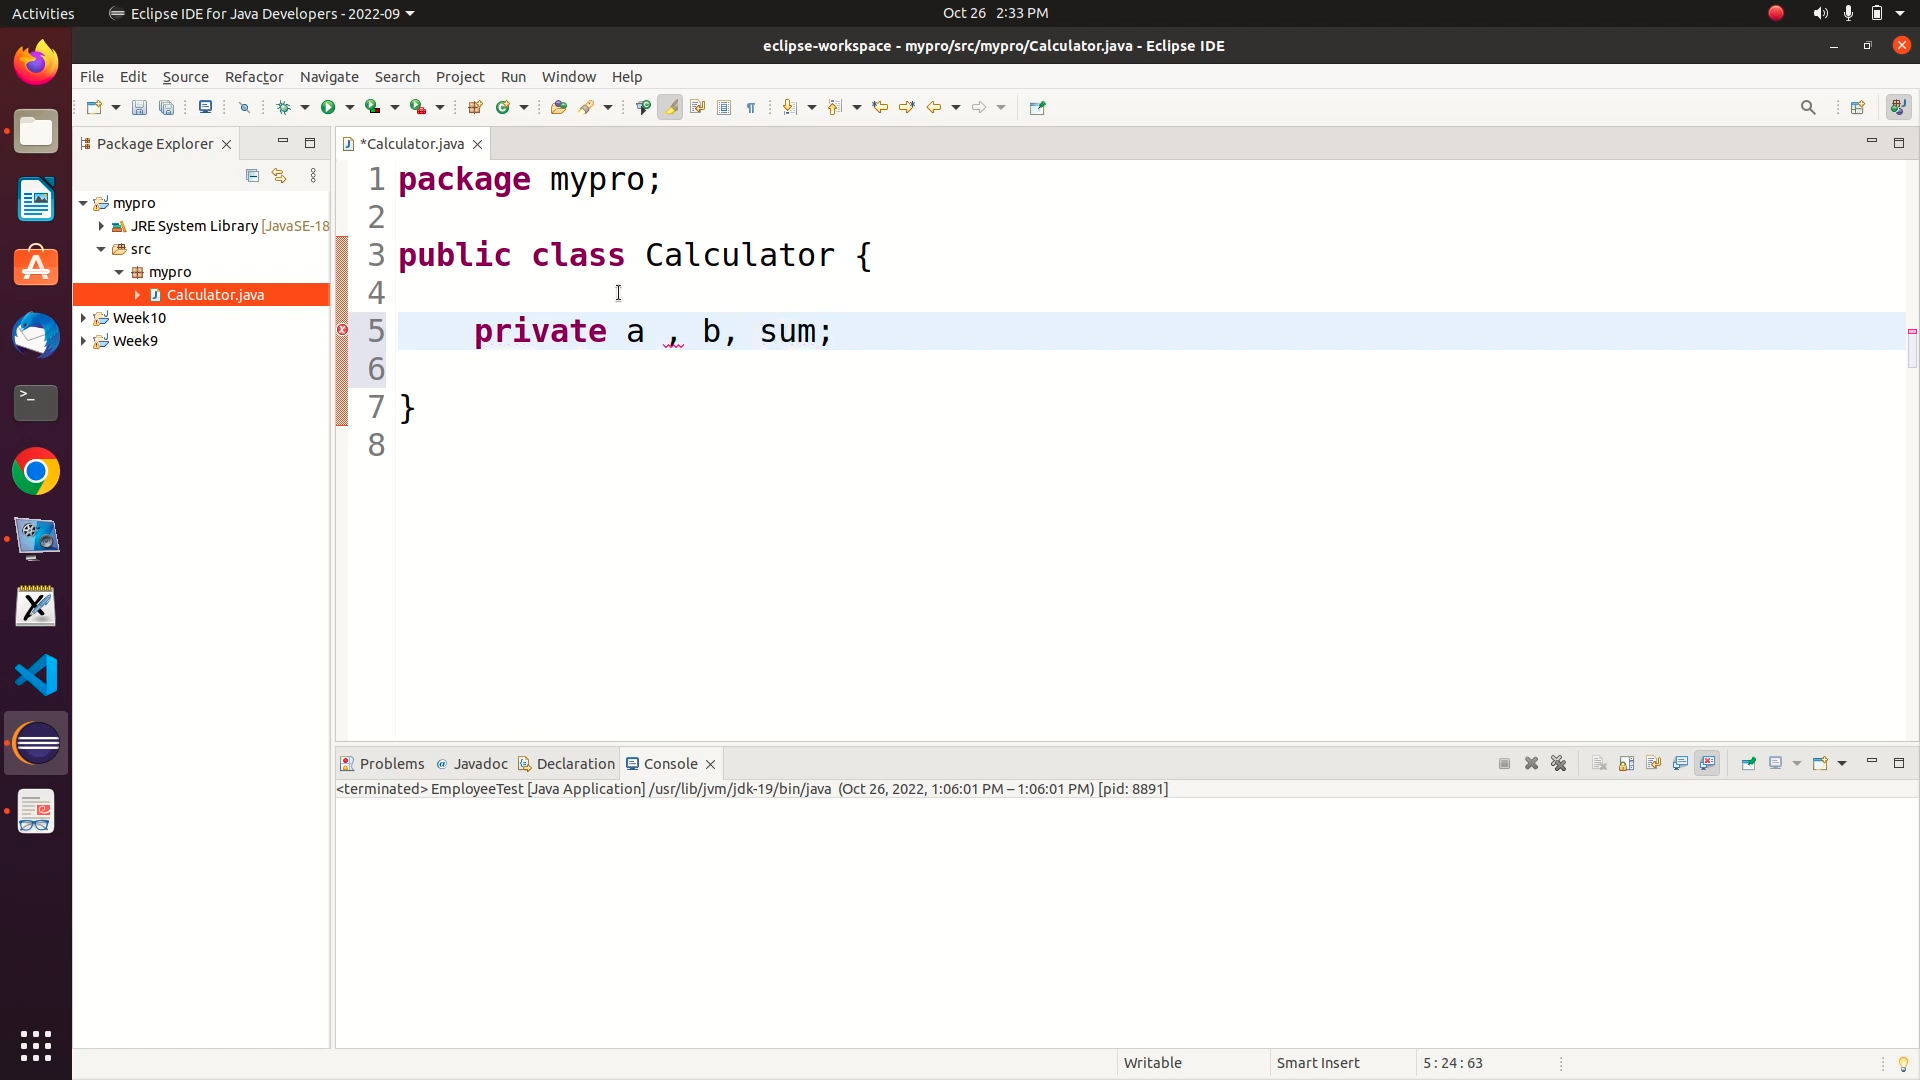 Activities Eclipse IDE for Java Developers - 2022-09 Oct 26 2:33 PM
eclipse-workspace - mypro/src/mypro/Calculator.java - Eclipse IDE
File Edit Source Refactor Navigate Search Project Run Window Help
Package Explorer
*Calculator.java
mypro
JRE System Library [JavaSE-18
src
mypro
Calculator.java
Week10
Week9
1 package mypro;
2
3 public class Calculator {
4
5 private a , b, sum;
6
7 }
8
Problems @ Javadoc Declaration Console
<terminated> EmployeeTest [Java Application] /usr/lib/jvm/jdk-19/bin/java (Oct 26, 2022, 1:06:01 PM – 1:06:01 PM) [pid: 8891]
Writable Smart Insert 5 : 24 : 63